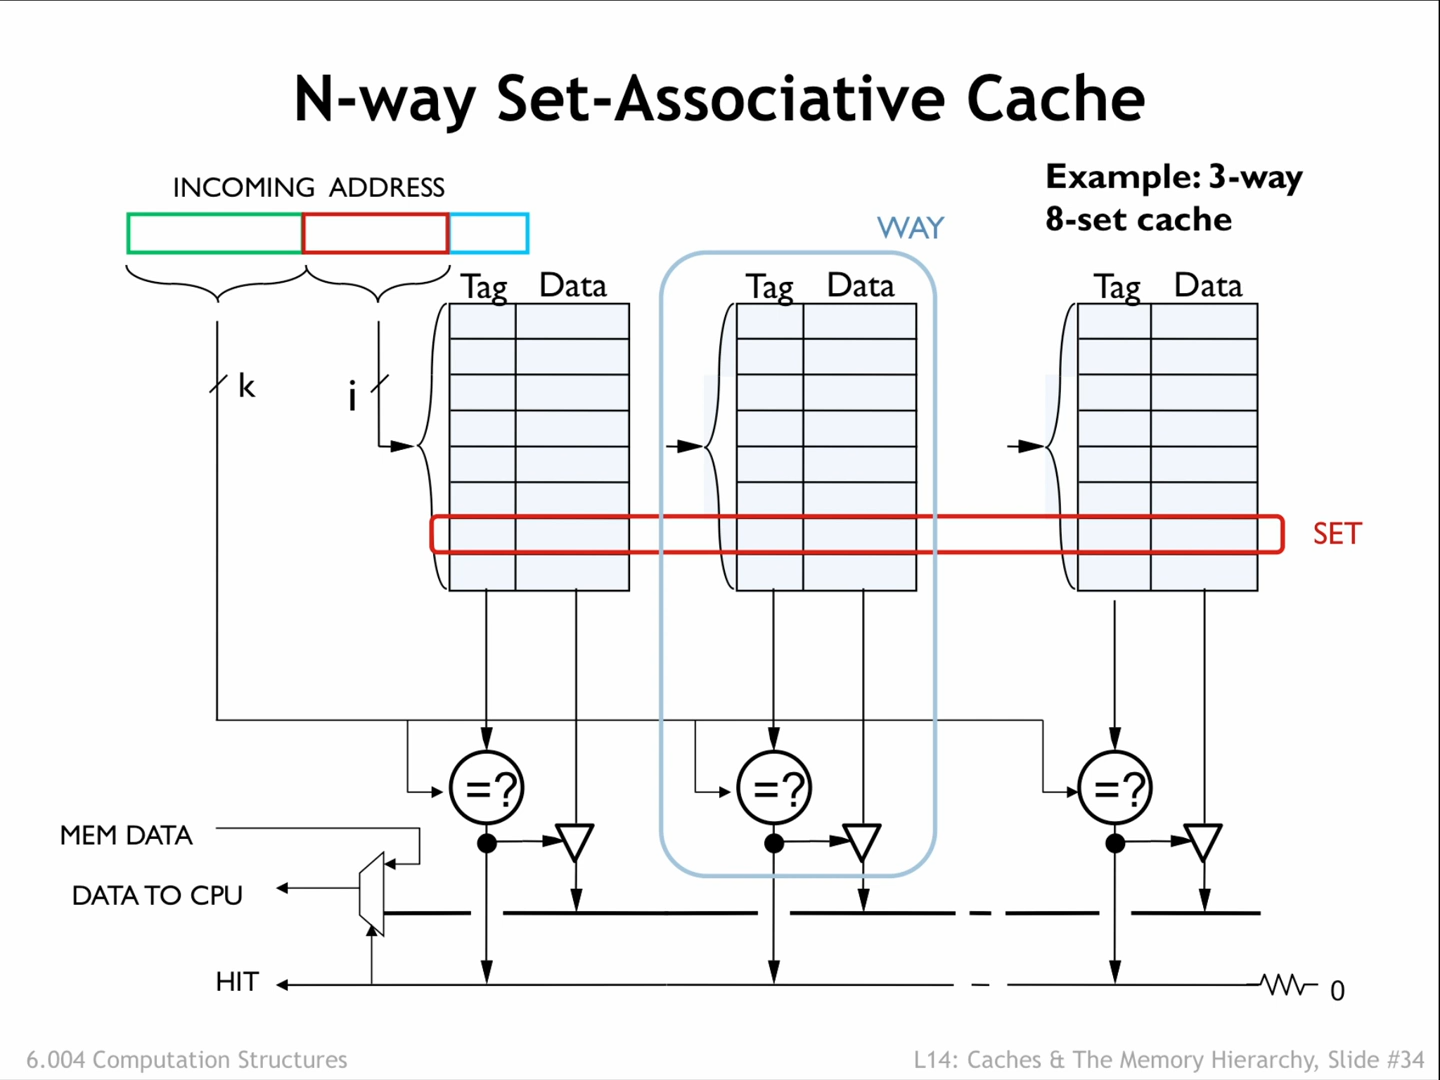 N-way Set-Associative Cache
INCOMING ADDRESS
Example: 3-way
8-set cache
WAY
Tag Data
Tag Data
Tag Data
k
i
SET
=?
=?
=?
MEM DATA
DATA TO CPU
HIT
0
6.004 Computation Structures
L14: Caches & The Memory Hierarchy, Slide #34